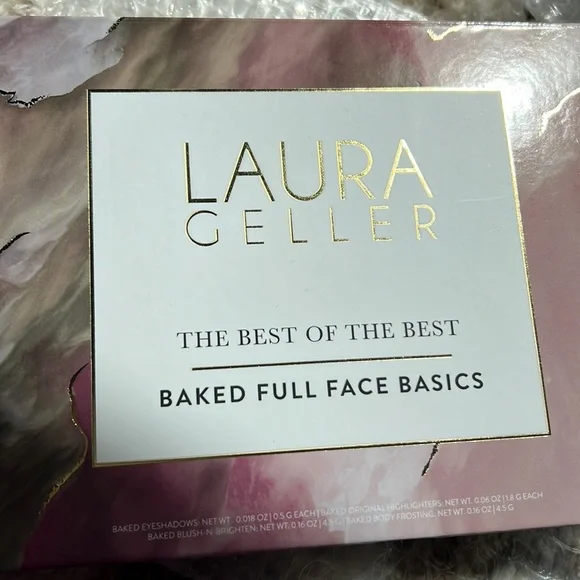 LAURA
GELLER
THE BEST OF THE BEST
BAKED FULL FACE BASICS
BAKED EYESHADOWS: NET WT. 0.018 OZ | 0.5 G EACH | BAKED ORIGINAL HIGHLIGHTERS: NET WT. 0.06 OZ | 1.8 G EACH
BAKED BLUSH-N-BRIGHTEN: NET WT: 0.16 OZ | 4.5 G | BAKED BODY FROSTING: NET WT. 0.16 OZ | 4.5 G